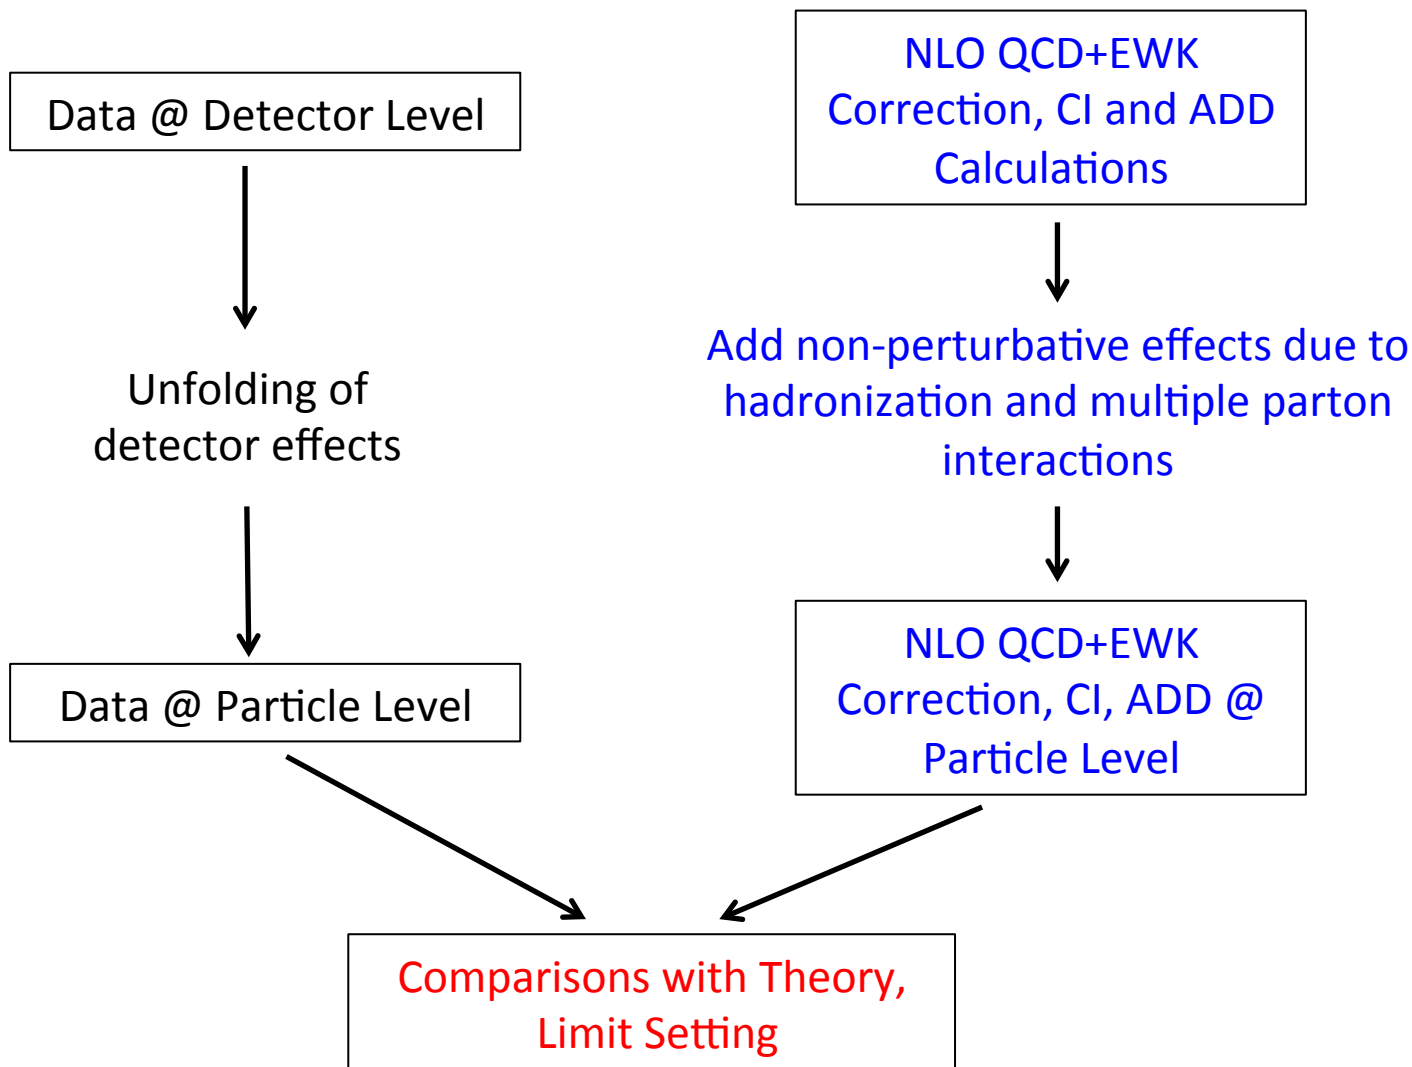 Data @ Detector Level
Unfolding of
detector effects
Data @ Particle Level
NLO QCD+EWK
Correction, CI and ADD
Calculations
Add non-perturbative effects due to
hadronization and multiple parton
interactions
NLO QCD+EWK
Correction, CI, ADD @
Particle Level
Comparisons with Theory,
Limit Setting